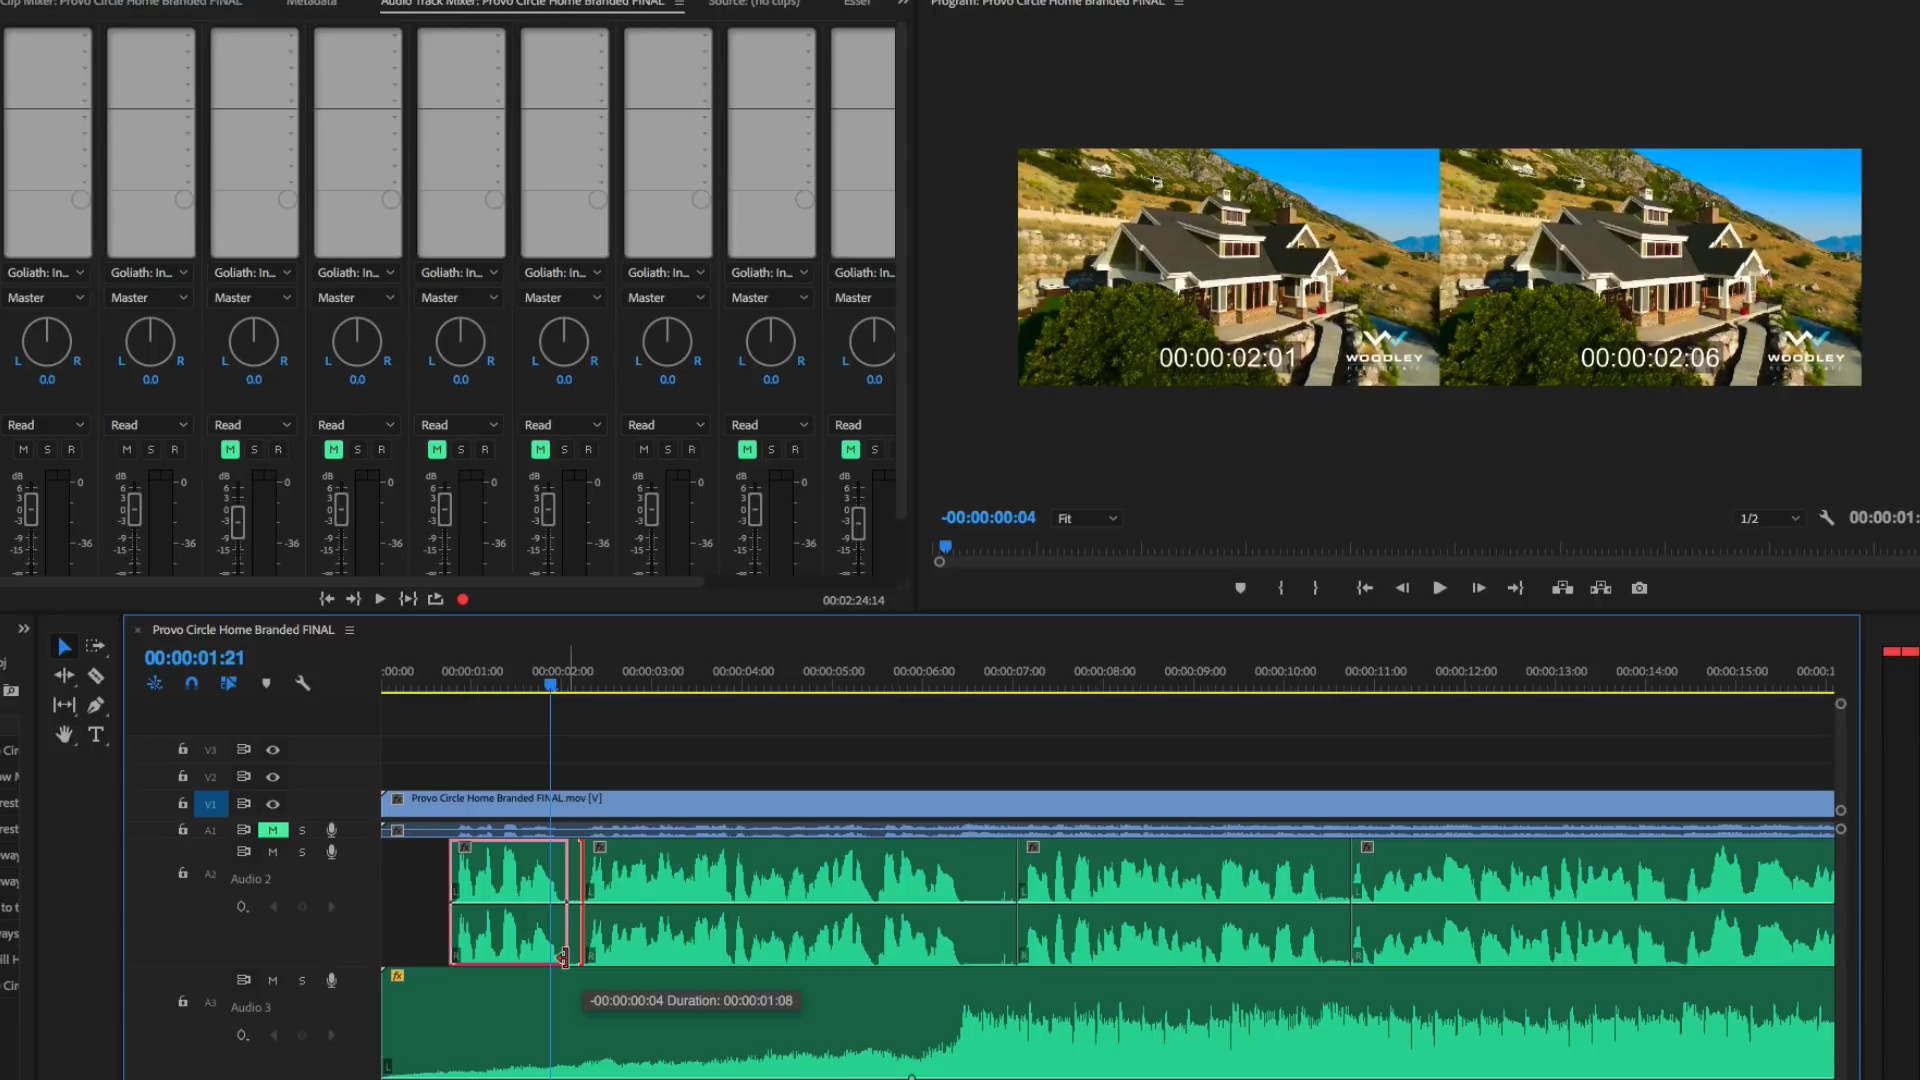 Clip Mixer: Provo Circle Home Branded FINAL
Metadata
Audio Track Mixer: Provo Circle Home Branded FINAL
Source: (no clips)
Program: Provo Circle Home Branded FINAL
Goliath: In... Goliath: In... Goliath: In... Goliath: In... Goliath: In... Goliath: In... Goliath: In... Goliath: In... Goliath: In...
Master Master Master Master Master Master Master Master Master
L R L R L R L R L R L R L R L R L
0.0 0.0 0.0 0.0 0.0 0.0 0.0 0.0 0.0
Read Read Read Read Read Read Read Read Read
M S R M S R M S R M S R M S R M S R M S R M S R M S
dB dB dB dB dB dB dB dB dB
6 0 6 0 6 0 6 0 6 0 6 0 6 0 6 0 6
3 3 3 3 3 3 3 3 3
0 0 0 0 0 0 0 0 0
-3 -3 -3 -3 -3 -3 -3 -3 -3
-9 -36 -9 -36 -9 -36 -9 -36 -9 -36 -9 -36 -9 -36 -9 -36 -9
-15 -15 -15 -15 -15 -15 -15 -15 -15
00:02:24:14
00:00:02:01
WOODLEY
REAL ESTATE
00:00:02:06
WOODLEY
REAL ESTATE
-00:00:00:04 Fit 1/2 00:00:01:
Provo Circle Home Branded FINAL
00:00:01:21
:00:00 00:00:01:00 00:00:02:00 00:00:03:00 00:00:04:00 00:00:05:00 00:00:06:00 00:00:07:00 00:00:08:00 00:00:09:00 00:00:10:00 00:00:11:00 00:00:12:00 00:00:13:00 00:00:14:00 00:00:15:00 00:00:1
T
V3
V2
V1 fx Provo Circle Home Branded FINAL.mov [V]
A1 M S fx
M S fx fx fx fx
A2 Audio 2
L L L L
R R R R
M S fx
A3 Audio 3
-00:00:00:04 Duration: 00:00:01:08
L